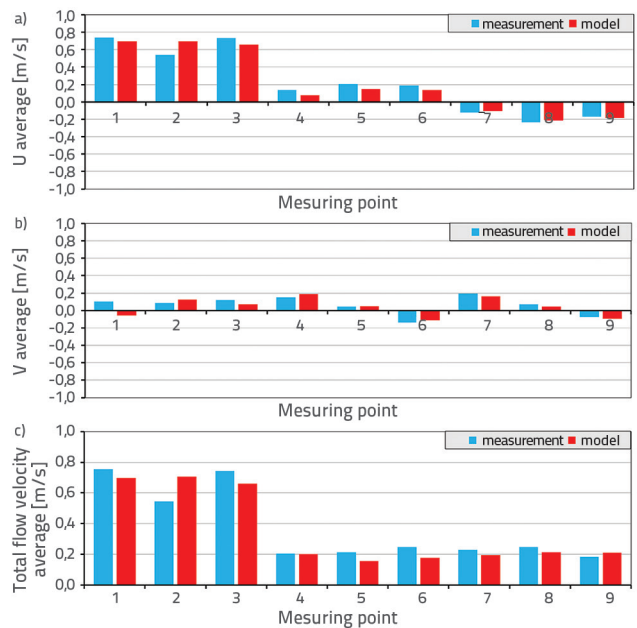 a)
U average [m/s]
1,0
0,8
0,6
0,4
0,2
0,0
-0,2
-0,4
-0,6
-0,8
-1,0
measurement model
1 2 3 4 5 6 7 8 9
Mesuring point
b)
V average [m/s]
1,0
0,8
0,6
0,4
0,2
0,0
-0,2
-0,4
-0,6
-0,8
-1,0
measurement model
1 2 3 4 5 6 7 8 9
Mesuring point
c)
Total flow velocity
average [m/s]
1,0
0,8
0,6
0,4
0,2
0,0
measurement model
1 2 3 4 5 6 7 8 9
Mesuring point